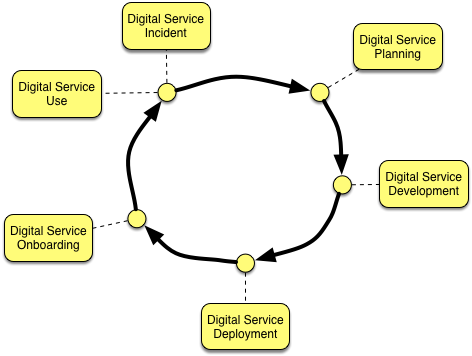 Digital Service
Incident
Digital Service
Planning
Digital Service
Use
Digital Service
Development
Digital Service
Onboarding
Digital Service
Deployment